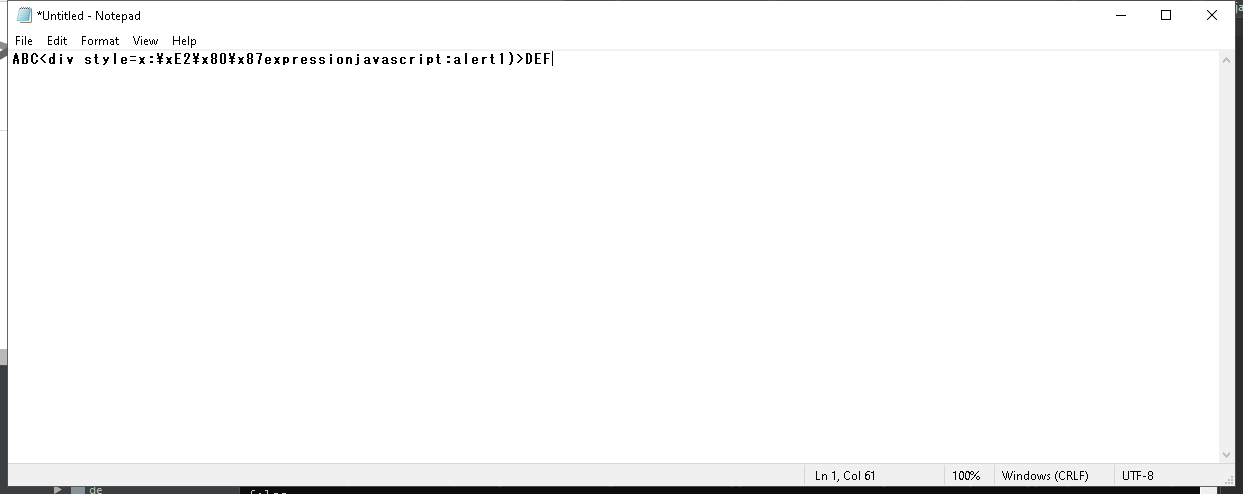 *Untitled - Notepad
File Edit Format View Help
ABC<div style=x:¥xE2¥x80¥x87expressionjavascript:alert1)>DEF
Ln 1, Col 61 100% Windows (CRLF) UTF-8
de